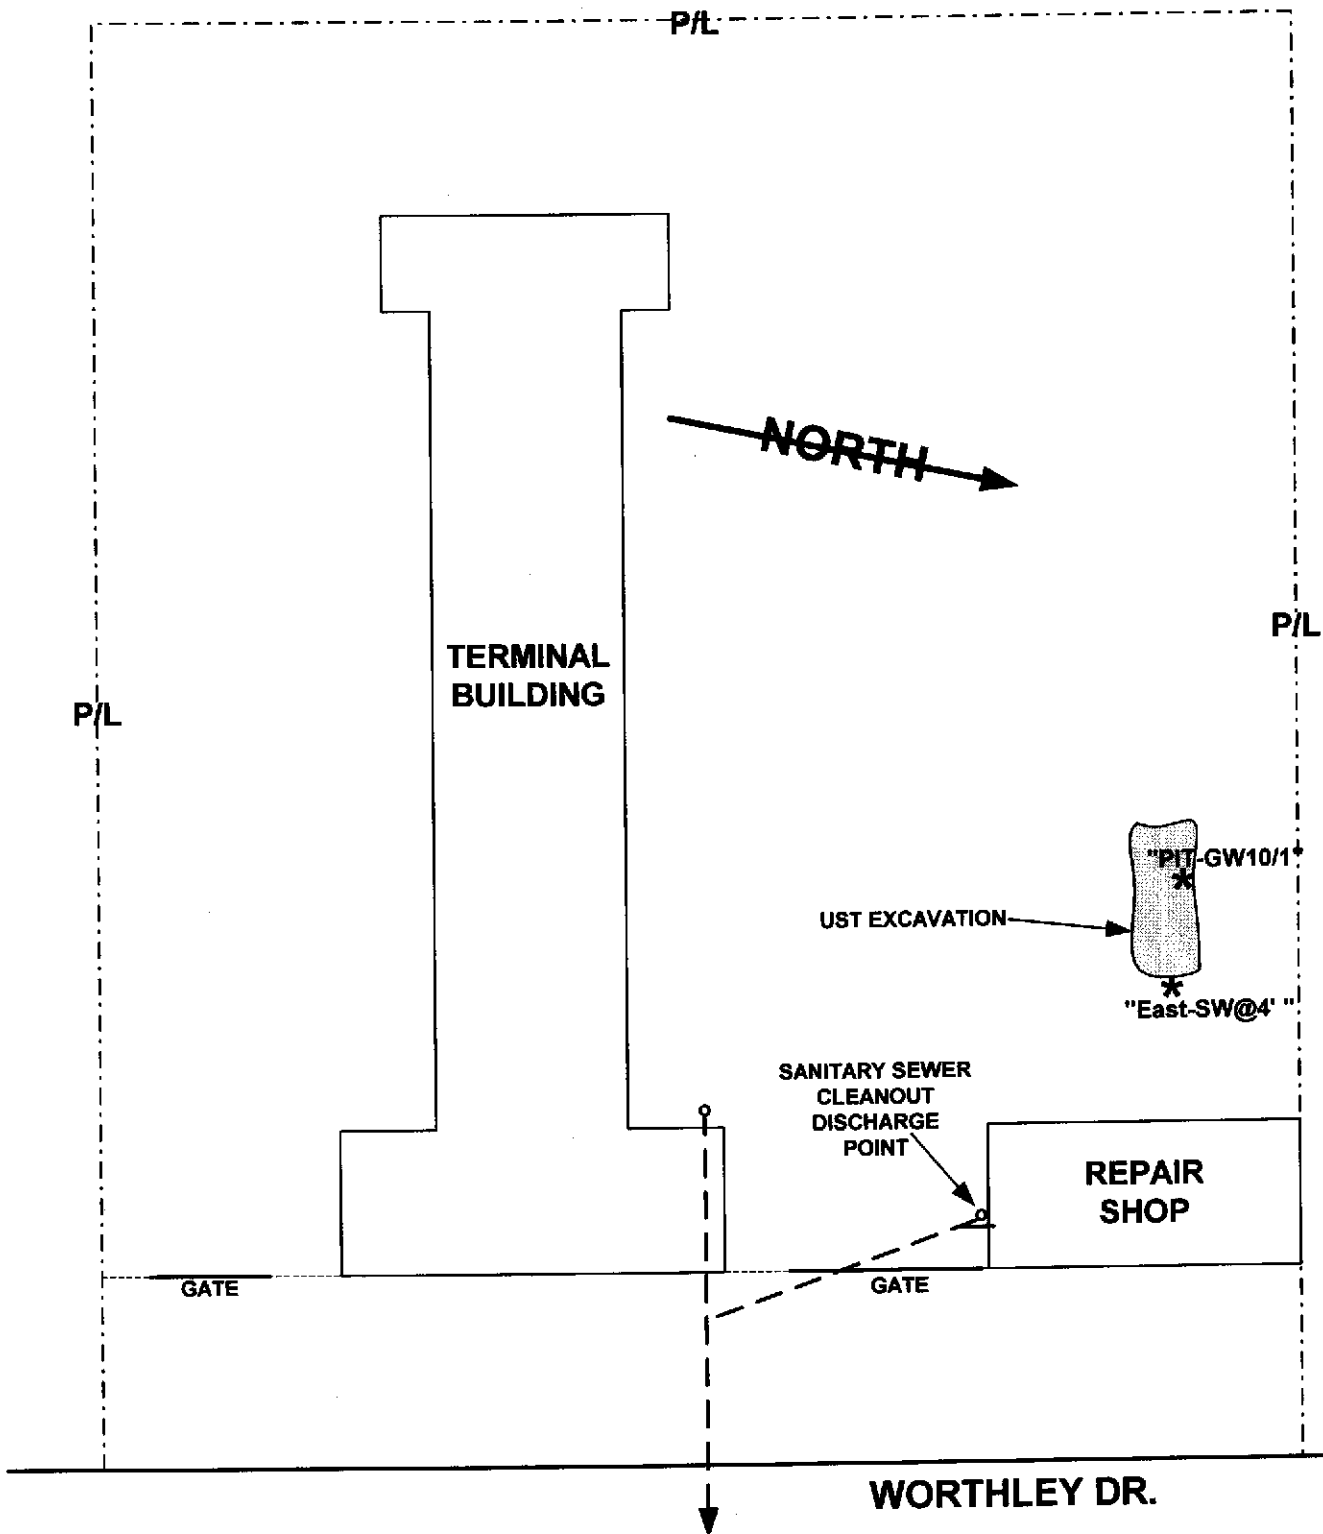 P/L
NORTH
P/L
TERMINAL
BUILDING
P/L
"PIT-GW10/1"
UST EXCAVATION
"East-SW@4' "
SANITARY SEWER
CLEANOUT
DISCHARGE
POINT
REPAIR
SHOP
GATE
GATE
WORTHLEY DR.